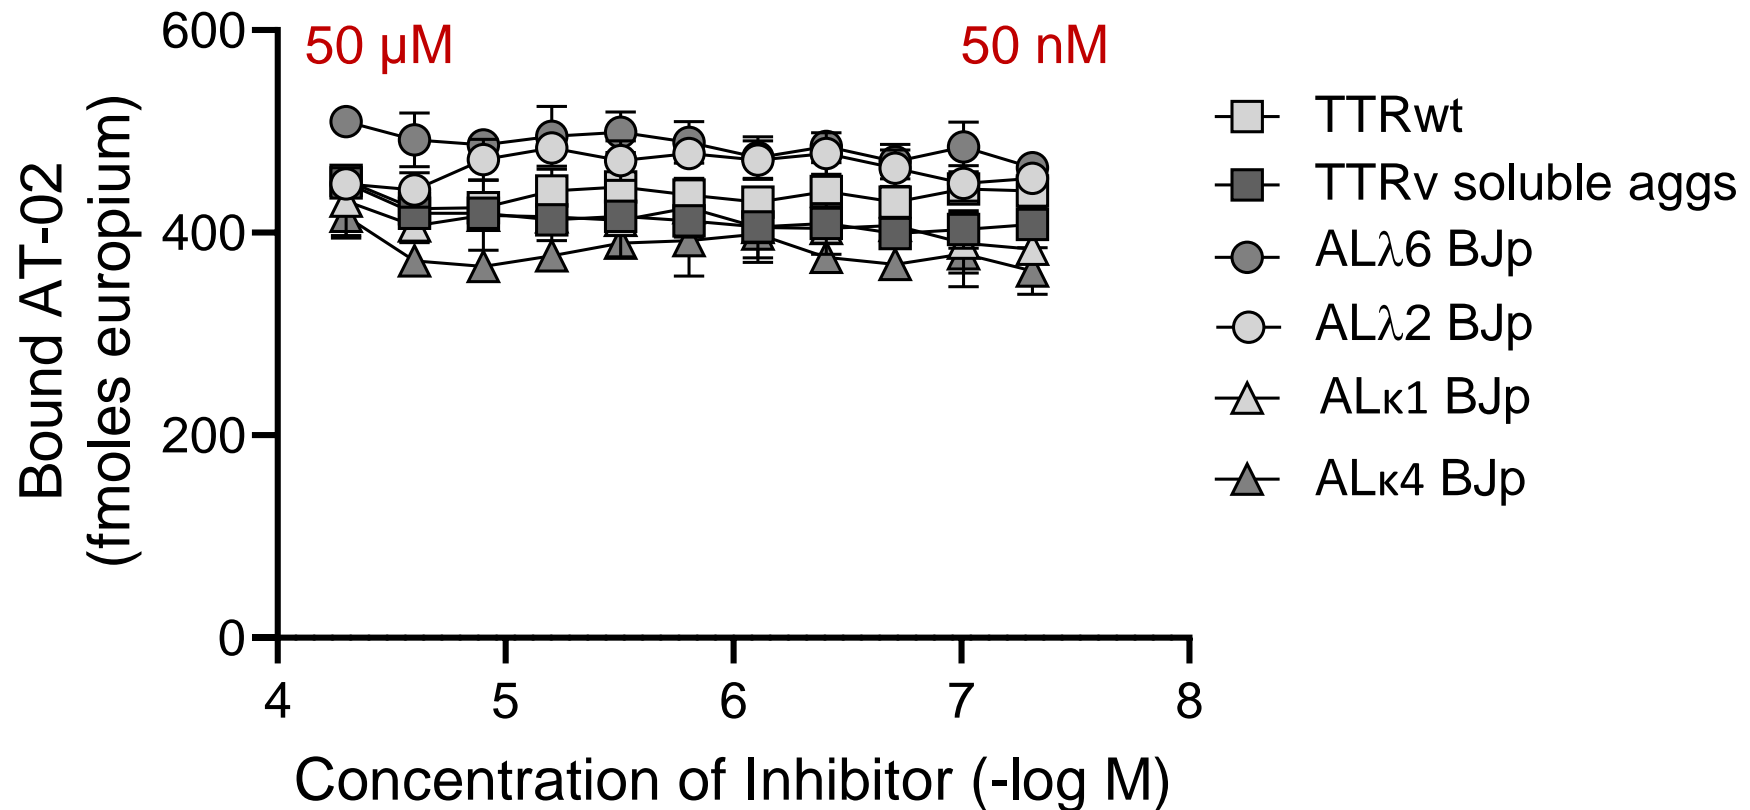 600
50 μM
50 nM
400
200
0
4
5
6
7
8
Bound AT-02
(fmoles europium)
Concentration of Inhibitor (-log M)
TTRwt
TTRv soluble aggs
ALλ6 BJp
ALλ2 BJp
ALκ1 BJp
ALκ4 BJp